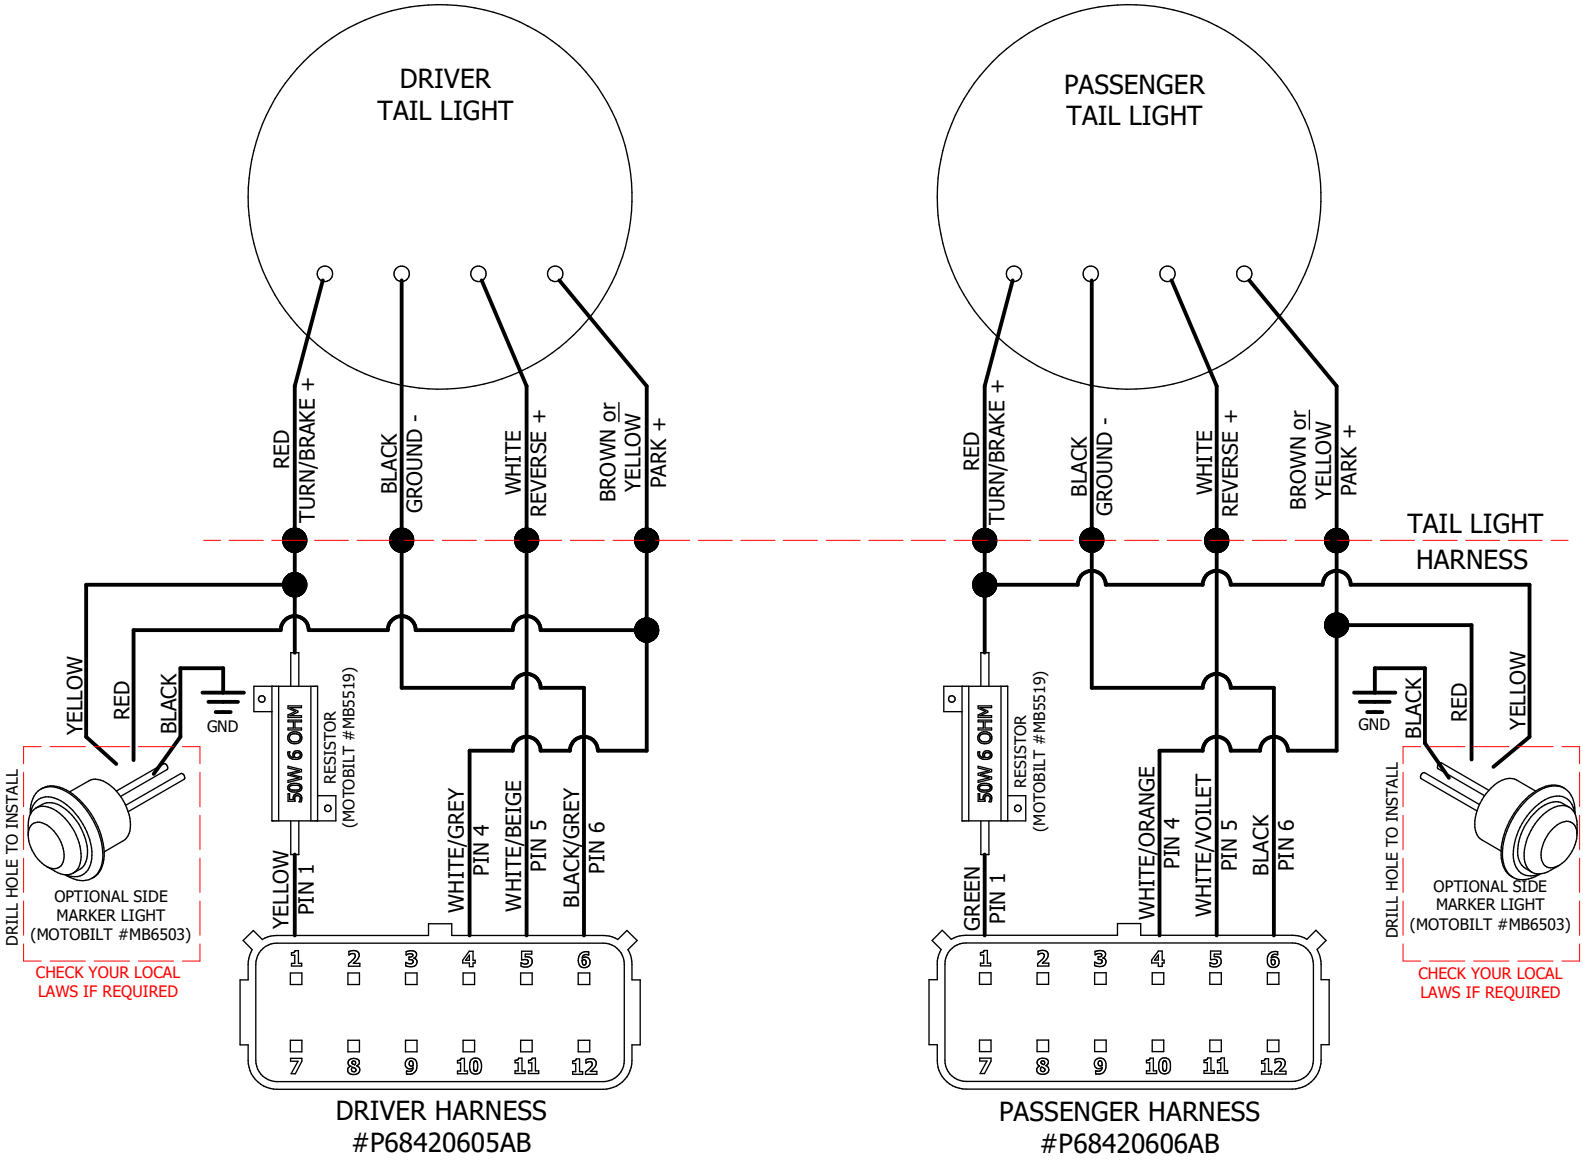 DRIVER
TAIL LIGHT
PASSENGER
TAIL LIGHT
RED
TURN/BRAKE +
BLACK
GROUND -
WHITE
REVERSE +
BROWN or
YELLOW
PARK +
RED
TURN/BRAKE +
BLACK
GROUND -
WHITE
REVERSE +
BROWN or
YELLOW
PARK +
TAIL LIGHT
HARNESS
YELLOW
RED
BLACK
GND
50W 6 OHM
RESISTOR
(MOTOBILT #MB5519)
DRILL HOLE TO INSTALL
OPTIONAL SIDE
MARKER LIGHT
(MOTOBILT #MB6503)
CHECK YOUR LOCAL
LAWS IF REQUIRED
YELLOW
PIN 1
WHITE/GREY
PIN 4
WHITE/BEIGE
PIN 5
BLACK/GREY
PIN 6
1 2 3 4 5 6
7 8 9 10 11 12
DRIVER HARNESS
#P68420605AB
50W 6 OHM
RESISTOR
(MOTOBILT #MB5519)
GND
BLACK
RED
YELLOW
DRILL HOLE TO INSTALL
OPTIONAL SIDE
MARKER LIGHT
(MOTOBILT #MB6503)
CHECK YOUR LOCAL
LAWS IF REQUIRED
GREEN
PIN 1
WHITE/ORANGE
PIN 4
WHITE/VOILET
PIN 5
BLACK
PIN 6
1 2 3 4 5 6
7 8 9 10 11 12
PASSENGER HARNESS
#P68420606AB